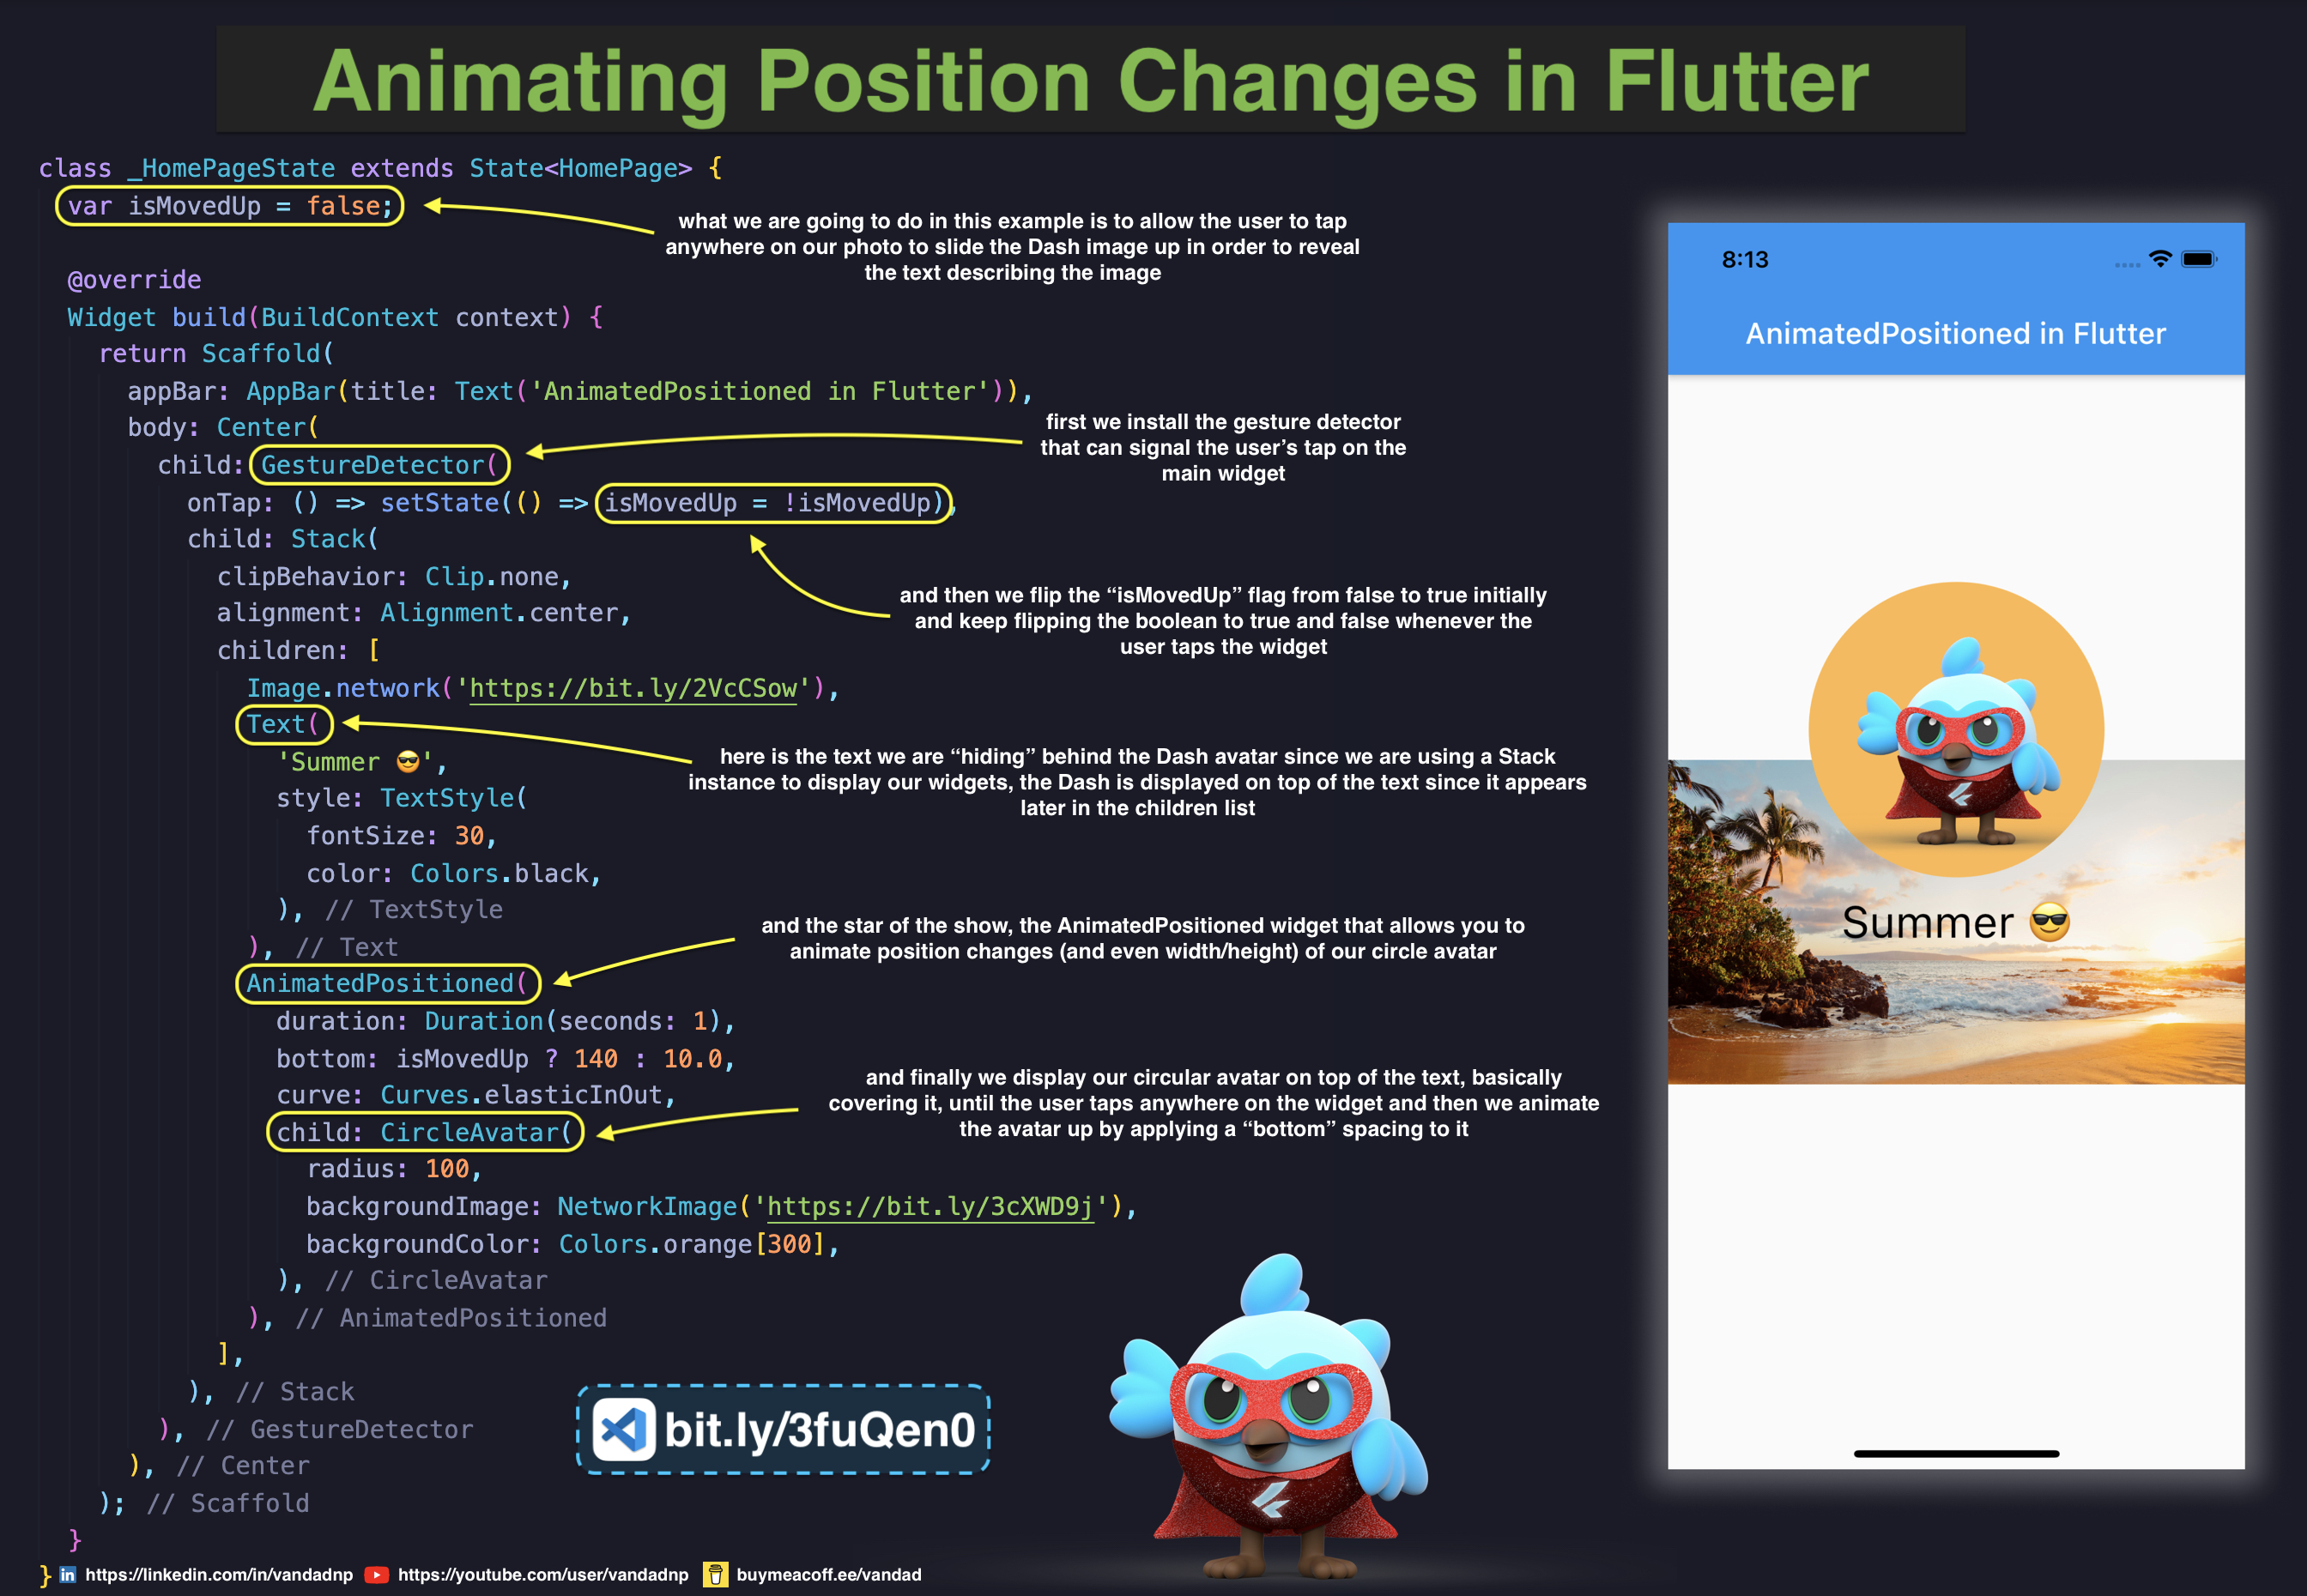 Animating Position Changes in Flutter
class _HomePageState extends State<HomePage> {
var isMovedUp = false;
what we are going to do in this example is to allow the user to tap
anywhere on our photo to slide the Dash image up in order to reveal
the text describing the image
@override
Widget build(BuildContext context) {
return Scaffold(
appBar: AppBar(title: Text('AnimatedPositioned in Flutter')),
body: Center(
first we install the gesture detector
that can signal the user’s tap on the
main widget
child: GestureDetector(
onTap: () => setState(() => isMovedUp = !isMovedUp),
child: Stack(
clipBehavior: Clip.none,
alignment: Alignment.center,
and then we flip the “isMovedUp” flag from false to true initially
and keep flipping the boolean to true and false whenever the
user taps the widget
children: [
Image.network('https://bit.ly/2VcCSow'),
Text(
'Summer 😎',
here is the text we are “hiding” behind the Dash avatar since we are using a Stack
instance to display our widgets, the Dash is displayed on top of the text since it appears
later in the children list
style: TextStyle(
fontSize: 30,
color: Colors.black,
), // TextStyle
), // Text
and the star of the show, the AnimatedPositioned widget that allows you to
animate position changes (and even width/height) of our circle avatar
AnimatedPositioned(
duration: Duration(seconds: 1),
bottom: isMovedUp ? 140 : 10.0,
curve: Curves.elasticInOut,
and finally we display our circular avatar on top of the text, basically
covering it, until the user taps anywhere on the widget and then we animate
the avatar up by applying a “bottom” spacing to it
child: CircleAvatar(
radius: 100,
backgroundImage: NetworkImage('https://bit.ly/3cXWD9j'),
backgroundColor: Colors.orange[300],
), // CircleAvatar
), // AnimatedPositioned
],
), // Stack
), // GestureDetector
), // Center
); // Scaffold
}
}
bit.ly/3fuQen0
8:13
AnimatedPositioned in Flutter
Summer 😎
in https://linkedin.com/in/vandadnp https://youtube.com/user/vandadnp buymeacoff.ee/vandad